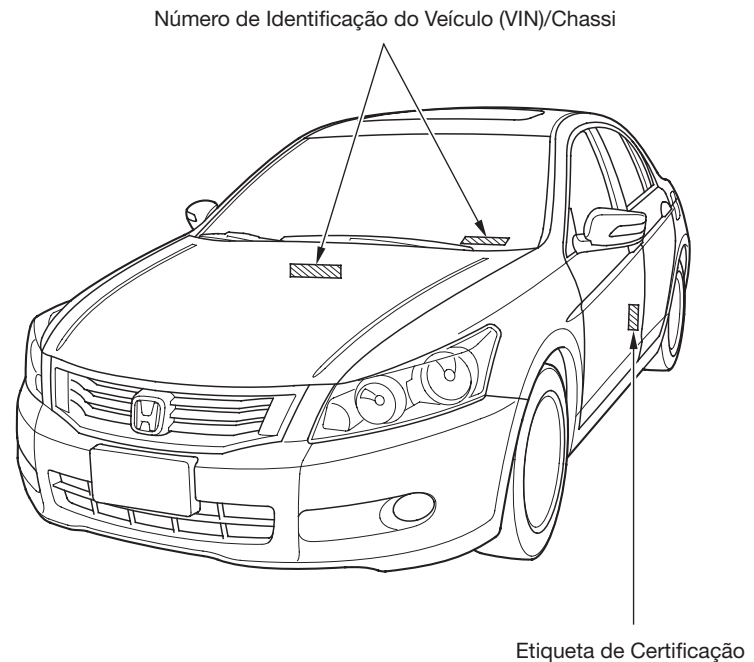 Número de Identificação do Veículo (VIN)/Chassi
Etiqueta de Certificação